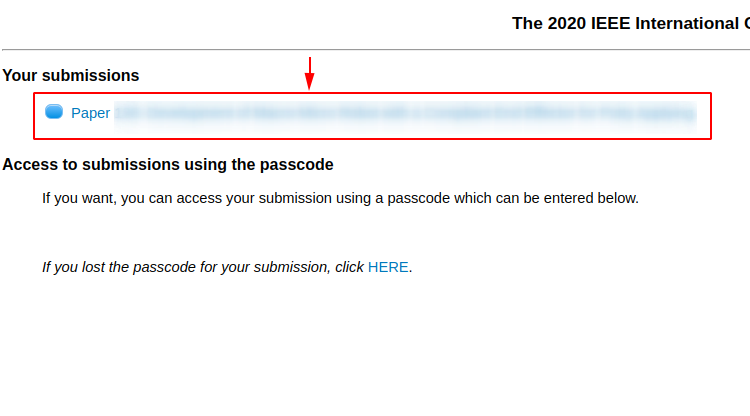 The 2020 IEEE International
Your submissions
Paper
Access to submissions using the passcode
If you want, you can access your submission using a passcode which can be entered below.
If you lost the passcode for your submission, click HERE.